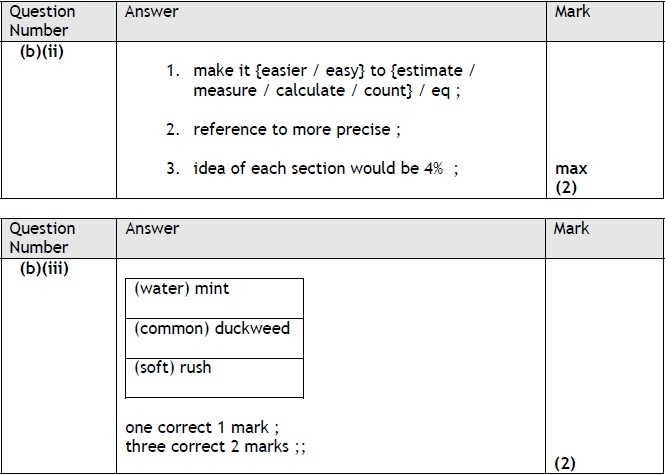 Question Number Answer Mark
(b)(ii)
1. make it {easier / easy} to {estimate /
measure / calculate / count} / eq ;
2. reference to more precise ;
3. idea of each section would be 4% ;
max
(2)
Question Number Answer Mark
(b)(iii)
(water) mint
(common) duckweed
(soft) rush
one correct 1 mark ;
three correct 2 marks ;;
(2)